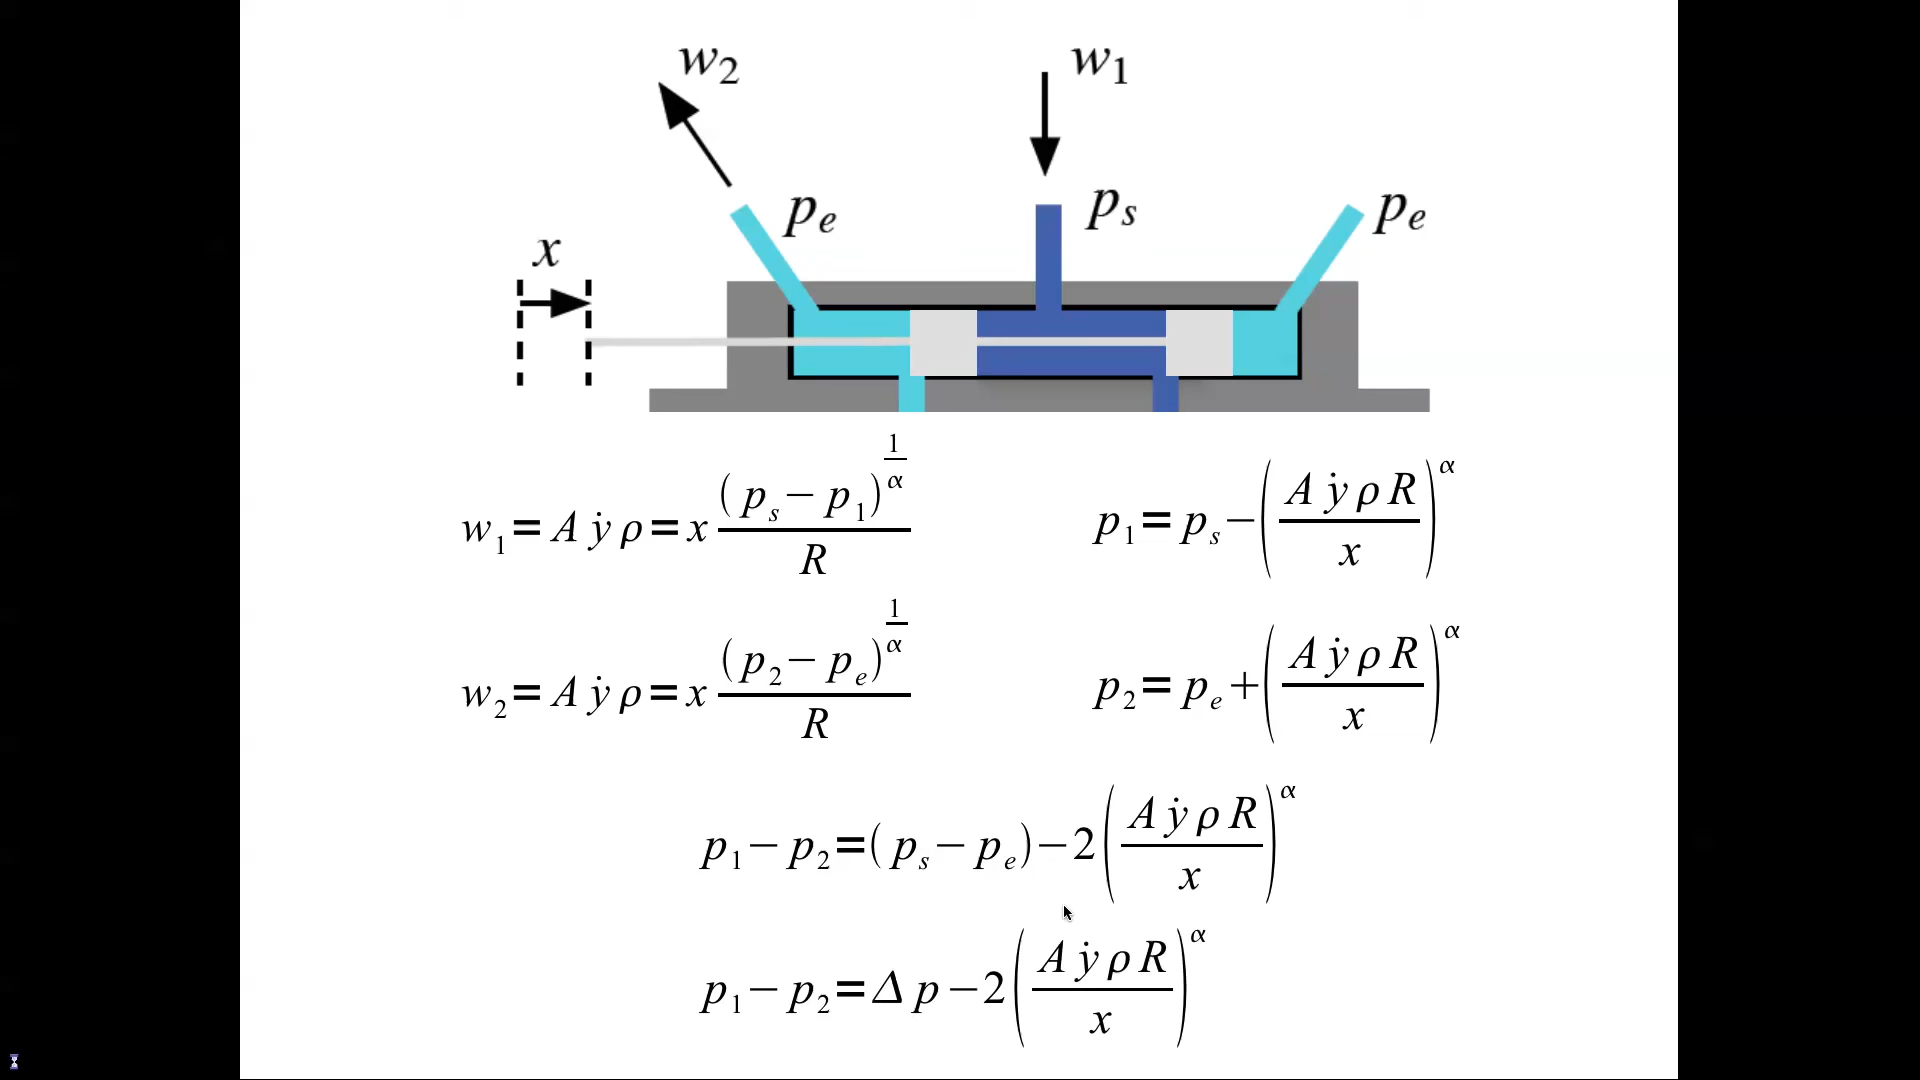 w₂ w₁
pₑ pₛ pₑ
x
w₁ = A ẏ ρ = x (pₛ − p₁)^(1/α) / R
p₁ = pₛ − (A ẏ ρ R / x)^α
w₂ = A ẏ ρ = x (p₂ − pₑ)^(1/α) / R
p₂ = pₑ + (A ẏ ρ R / x)^α
p₁ − p₂ = (pₛ − pₑ) − 2 (A ẏ ρ R / x)^α
p₁ − p₂ = Δ p − 2 (A ẏ ρ R / x)^α